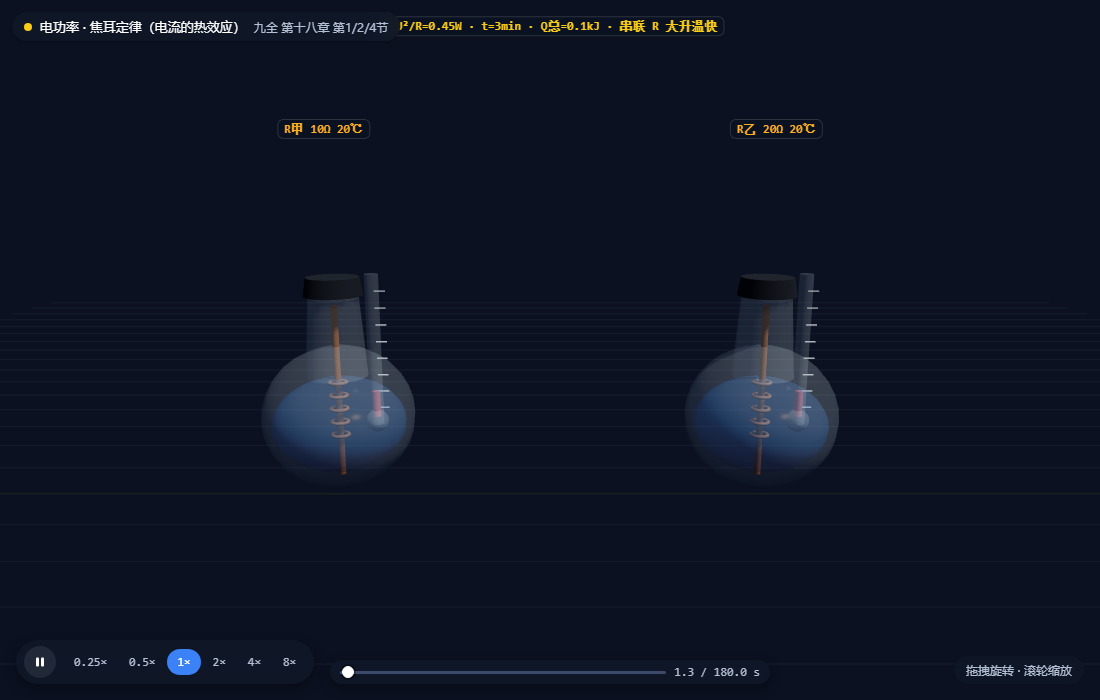 电功率·焦耳定律（电流的热效应） 九全 第十八章 第1/2/4节
²/R=0.45W · t=3min · Q总=0.1kJ · 串联 R 大升温快
R甲 10Ω 20℃
R乙 20Ω 20℃
0.25×
0.5×
1×
2×
4×
8×
1.3 / 180.0 s
拖拽旋转·滚轮缩放